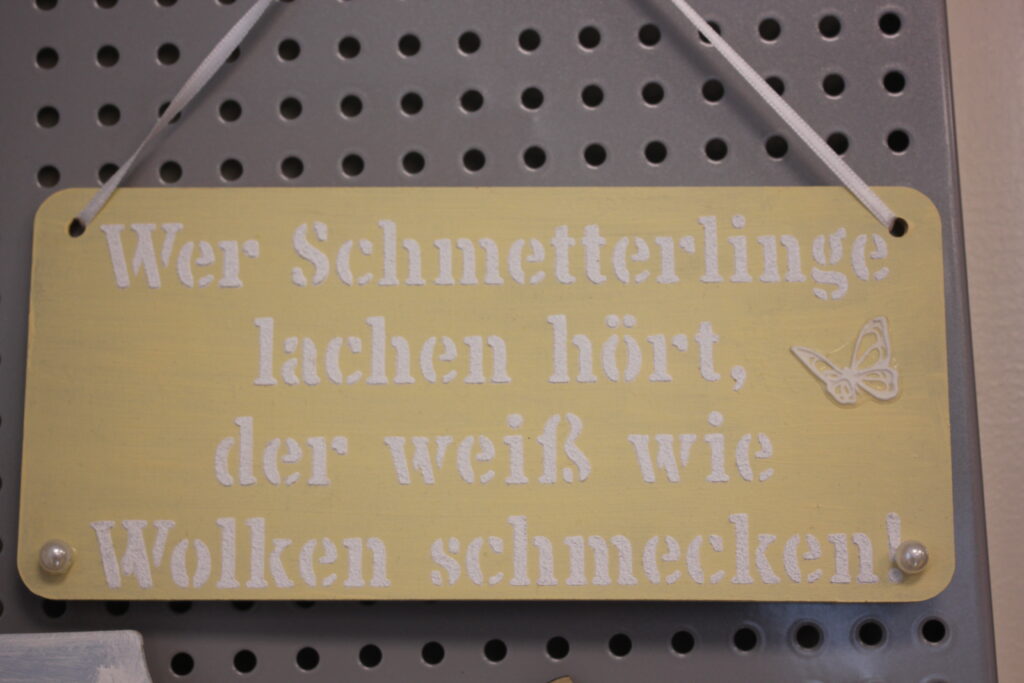 Wer Schmetterlinge
lachen hört,
der weiß wie
Wolken schmecken!